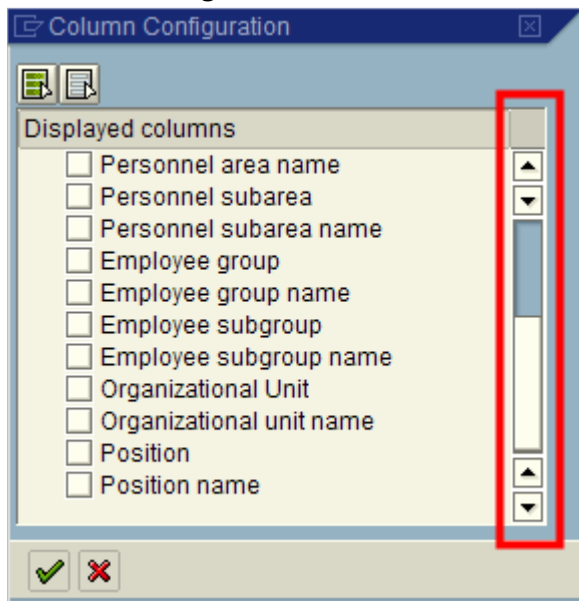 Column Configuration
Displayed columns
Personnel area name
Personnel subarea
Personnel subarea name
Employee group
Employee group name
Employee subgroup
Employee subgroup name
Organizational Unit
Organizational unit name
Position
Position name